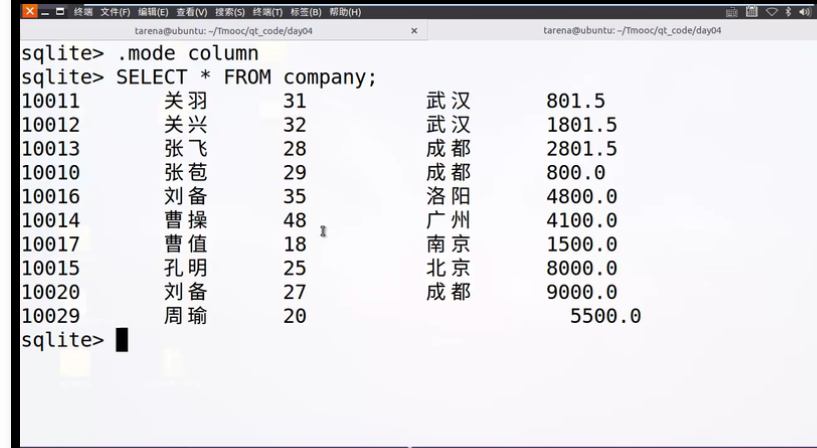 终端 文件(F) 编辑(E) 查看(V) 搜索(S) 终端(T) 标签(B) 帮助(H)
tarena@ubuntu: ~/Tmooc/qt_code/day04 × tarena@ubuntu: ~/Tmooc/qt_code/day04
sqlite> .mode column
sqlite> SELECT * FROM company;
10011 关羽 31 武汉 801.5
10012 关兴 32 武汉 1801.5
10013 张飞 28 成都 2801.5
10010 张苞 29 成都 800.0
10016 刘备 35 洛阳 4800.0
10014 曹操 48 广州 4100.0
10017 曹值 18 南京 1500.0
10015 孔明 25 北京 8000.0
10020 刘备 27 成都 9000.0
10029 周瑜 20 5500.0
sqlite>